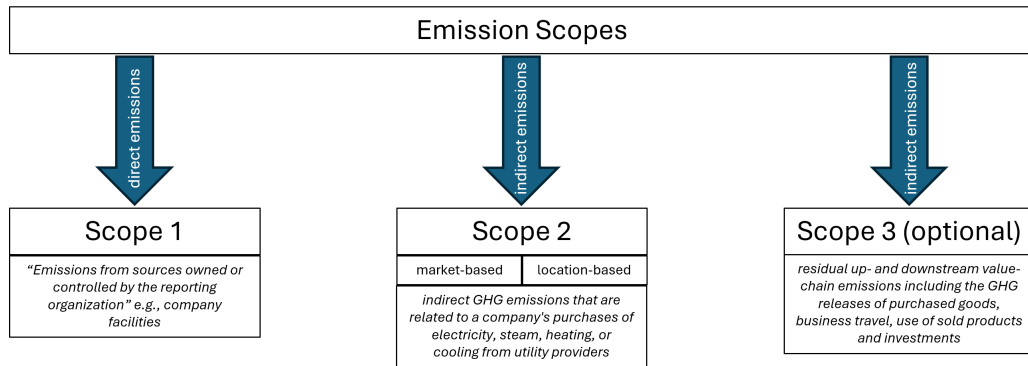 Emission Scopes
direct emissions
indirect emissions
indirect emissions
Scope 1
“Emissions from sources owned or
controlled by the reporting
organization” e.g., company
facilities
Scope 2
market-based
location-based
indirect GHG emissions that are
related to a company's purchases of
electricity, steam, heating, or
cooling from utility providers
Scope 3 (optional)
residual up- and downstream value-
chain emissions including the GHG
releases of purchased goods,
business travel, use of sold products
and investments